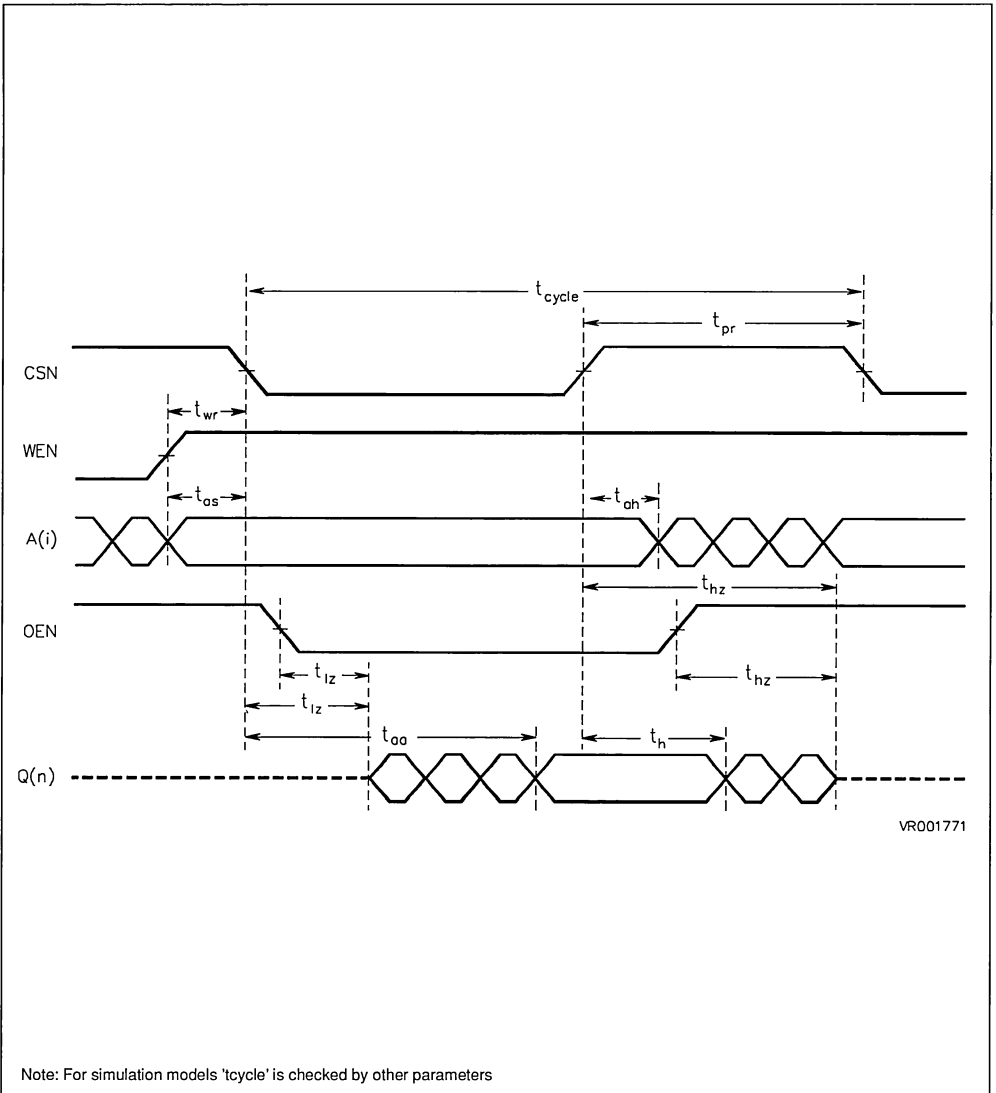 t_cycle
t_pr
CSN
t_wr
WEN
t_as
t_ah
A(i)
t_hz
OEN
t_lz
t_hz
t_lz
t_aa
t_h
Q(n)
VR001771
Note: For simulation models 'tcycle' is checked by other parameters